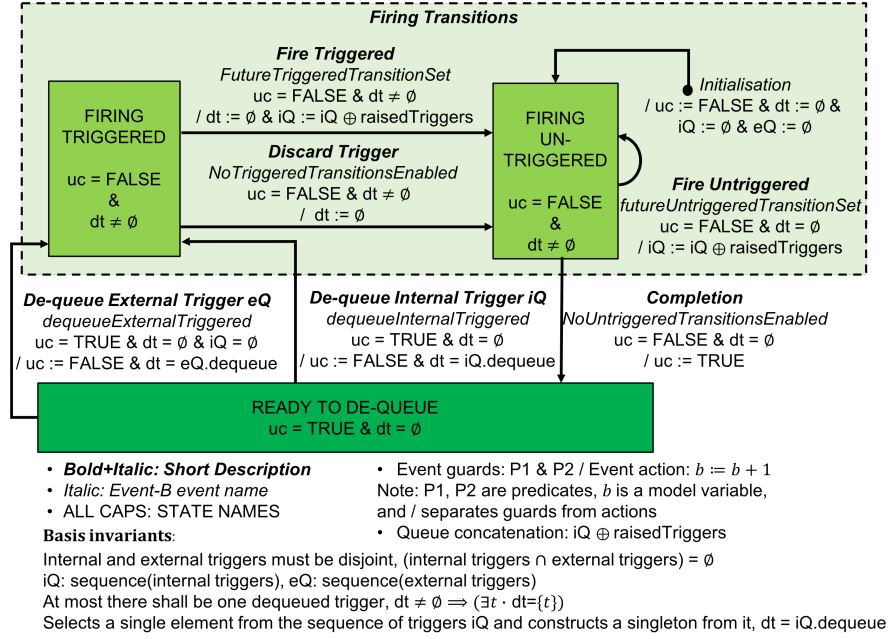 Firing Transitions
Fire Triggered
FutureTriggeredTransitionSet
uc = FALSE & dt ≠ ∅
/ dt := ∅ & iQ := iQ ⊕ raisedTriggers
Initialisation
/ uc := FALSE & dt := ∅ &
iQ := ∅ & eQ := ∅
FIRING
TRIGGERED
uc = FALSE
&
dt ≠ ∅
FIRING
UN-
TRIGGERED
uc = FALSE
&
dt ≠ ∅
Discard Trigger
NoTriggeredTransitionsEnabled
uc = FALSE & dt ≠ ∅
/ dt := ∅
Fire Untriggered
futureUntriggeredTransitionSet
uc = FALSE & dt = ∅
/ iQ := iQ ⊕ raisedTriggers
De-queue External Trigger eQ
dequeueExternalTriggered
uc = TRUE & dt = ∅ & iQ = ∅
/ uc := FALSE & dt = eQ.dequeue
De-queue Internal Trigger iQ
dequeueInternalTriggered
uc = TRUE & dt = ∅
/ uc := FALSE & dt = iQ.dequeue
Completion
NoUntriggeredTransitionsEnabled
uc = FALSE & dt = ∅
/ uc := TRUE
READY TO DE-QUEUE
uc = TRUE & dt = ∅
• Bold+Italic: Short Description
• Italic: Event-B event name
• ALL CAPS: STATE NAMES
• Event guards: P1 & P2 / Event action: b ≔ b + 1
Note: P1, P2 are predicates, b is a model variable,
and / separates guards from actions
• Queue concatenation: iQ ⊕ raisedTriggers
Basis invariants:
Internal and external triggers must be disjoint, (internal triggers ∩ external triggers) = ∅
iQ: sequence(internal triggers), eQ: sequence(external triggers)
At most there shall be one dequeued trigger, dt ≠ ∅ ⟹ (∃t · dt={t})
Selects a single element from the sequence of triggers iQ and constructs a singleton from it, dt = iQ.dequeue